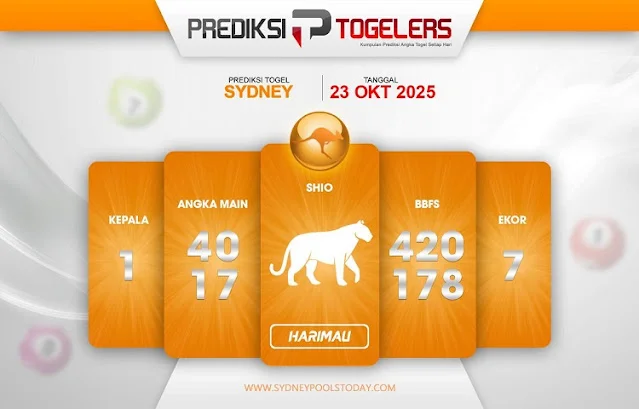 PREDIKSI TOGELERS
Kumpulan Prediksi Angka Togel Setiap Hari
PREDIKSI TOGEL
SYDNEY
TANGGAL
23 OKT 2025
KEPALA
1
ANGKA MAIN
40
17
SHIO
HARIMAU
BBFS
420
178
EKOR
7
WWW.SYDNEYPOOLSTODAY.COM